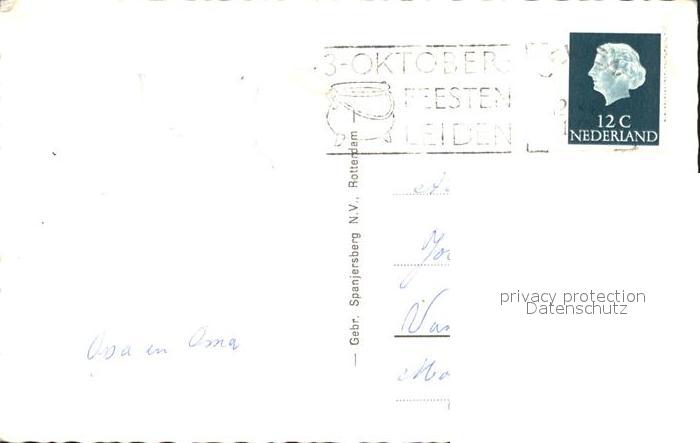 3-OKTOBER
FEESTEN
LEIDEN
12 C
NEDERLAND
— Gebr. Spanjersberg N.V., Rotterdam —
privacy protection
Datenschutz
Opa en Oma